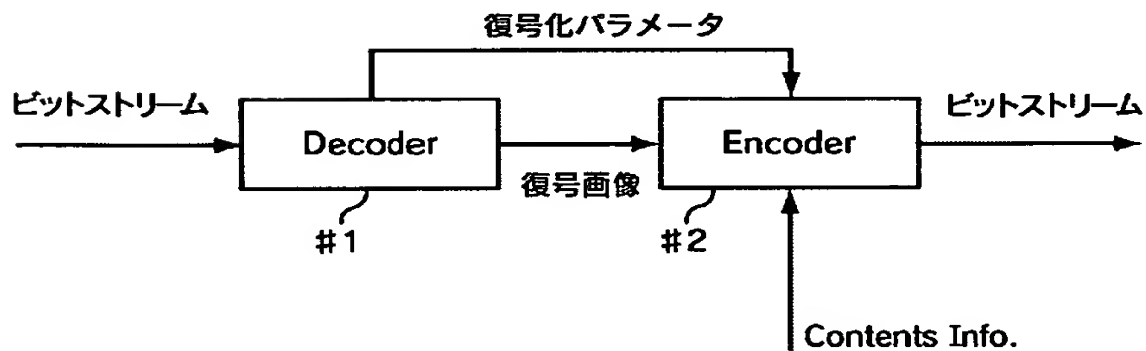 復号化パラメータ
ビットストリーム
Decoder
Encoder
ビットストリーム
復号画像
#1
#2
Contents Info.